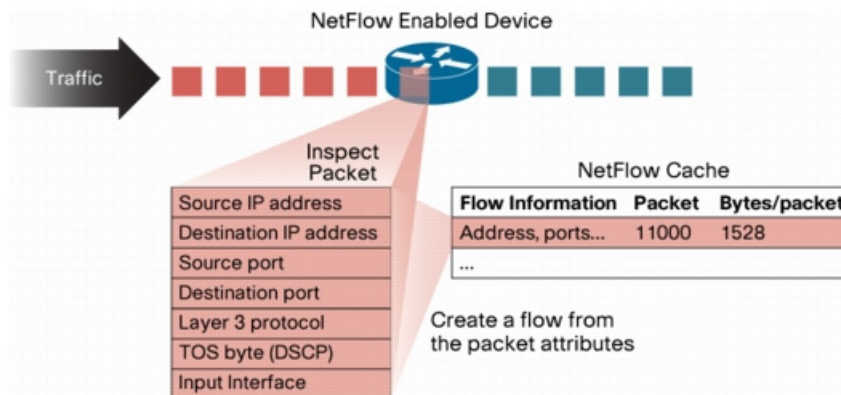 NetFlow Enabled Device
Traffic
Inspect
Packet
Source IP address
Destination IP address
Source port
Destination port
Layer 3 protocol
TOS byte (DSCP)
Input Interface
NetFlow Cache
Flow Information Packet Bytes/packet
Address, ports... 11000 1528
...
Create a flow from
the packet attributes